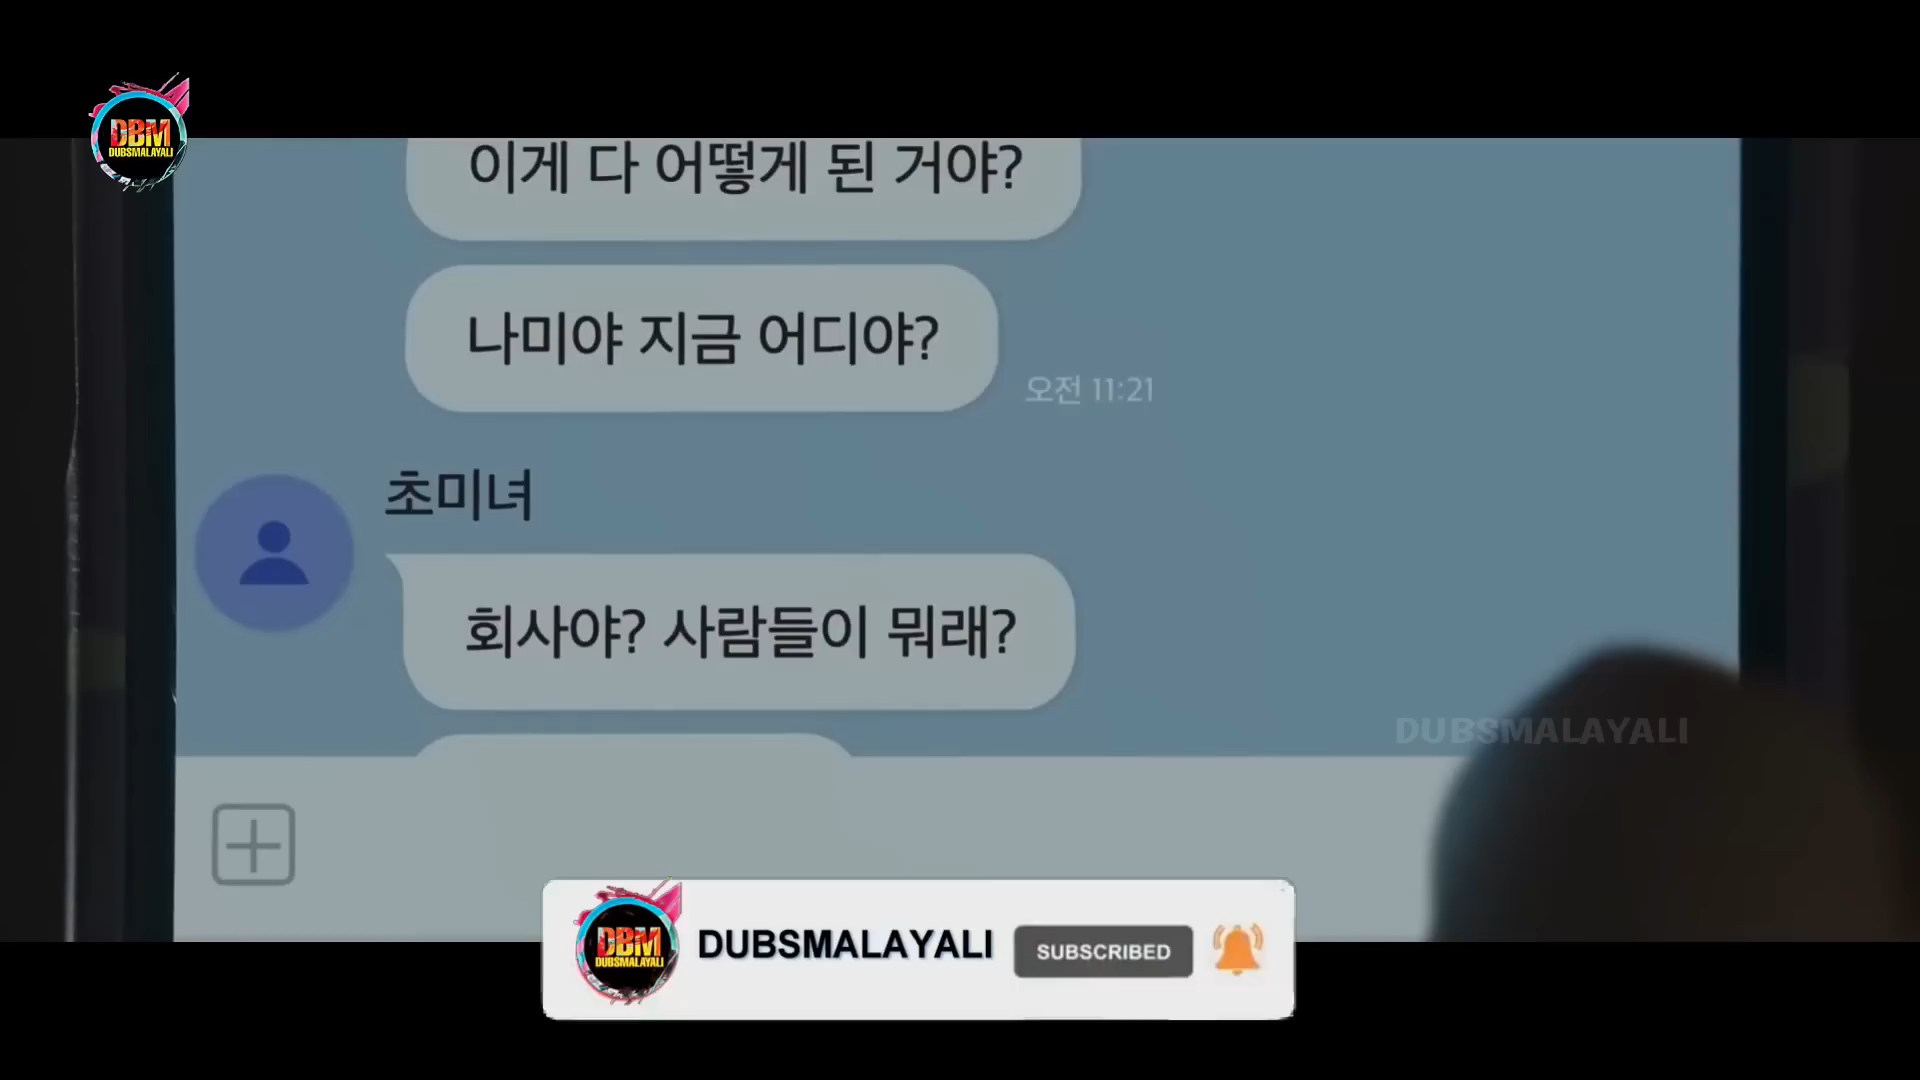 DBM
DUBSMALAYALI
이게 다 어떻게 된 거야?
나미야 지금 어디야?
오전 11:21
초미녀
회사야? 사람들이 뭐래?
DUBSMALAYALI
DBM
DUBSMALAYALI
DUBSMALAYALI
SUBSCRIBED